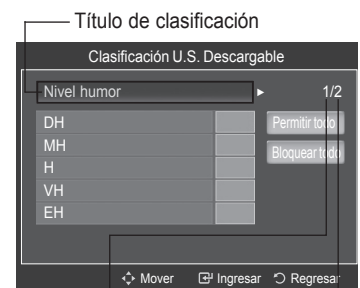 Título de clasificación
Clasificación U.S. Descargable
Nivel humor ► 1/2
DH Permitir todo
MH Bloquear todo
H
VH
EH
Mover Ingresar Regresar